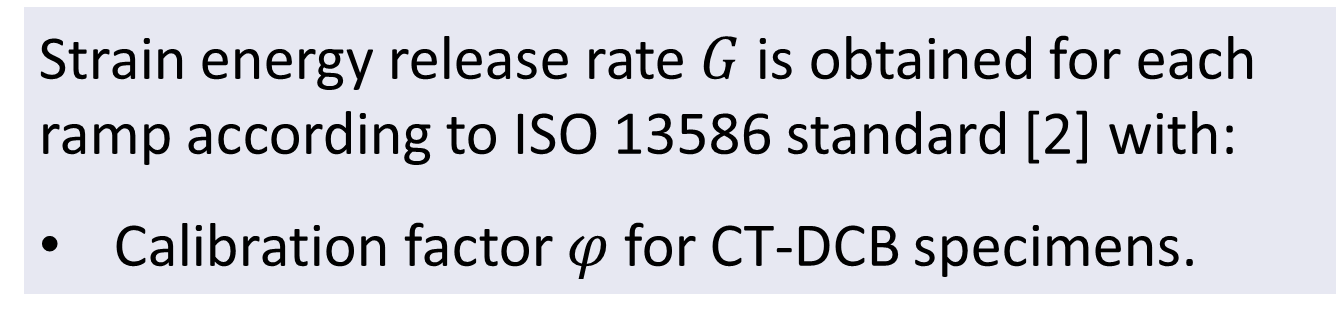 Strain energy release rate G is obtained for each
ramp according to ISO 13586 standard [2] with:
• Calibration factor φ for CT-DCB specimens.